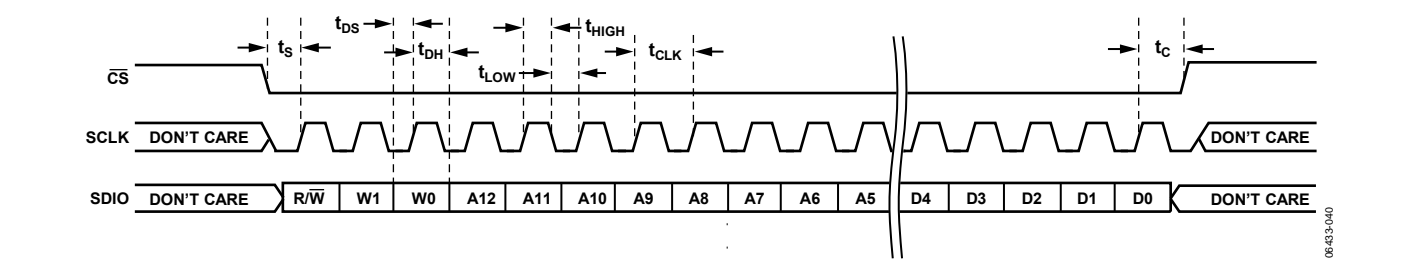 tDS
tHIGH
tS
tDH
tCLK
tC
tLOW
C̅S̅
SCLK
DON'T CARE
DON'T CARE
SDIO
DON'T CARE
R/W̅
W1
W0
A12
A11
A10
A9
A8
A7
A6
A5
D4
D3
D2
D1
D0
DON'T CARE
06433-040